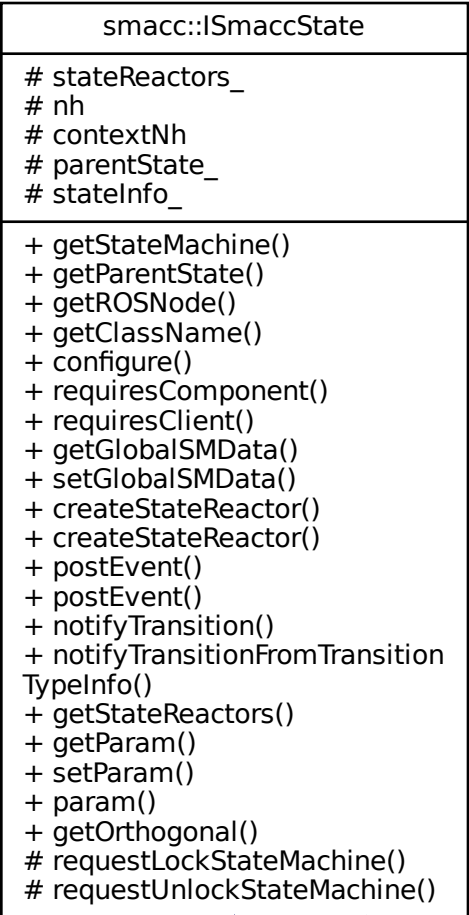 smacc::ISmaccState
# stateReactors_
# nh
# contextNh
# parentState_
# stateInfo_
+ getStateMachine()
+ getParentState()
+ getROSNode()
+ getClassName()
+ configure()
+ requiresComponent()
+ requiresClient()
+ getGlobalSMData()
+ setGlobalSMData()
+ createStateReactor()
+ createStateReactor()
+ postEvent()
+ postEvent()
+ notifyTransition()
+ notifyTransitionFromTransition
TypeInfo()
+ getStateReactors()
+ getParam()
+ setParam()
+ param()
+ getOrthogonal()
# requestLockStateMachine()
# requestUnlockStateMachine()